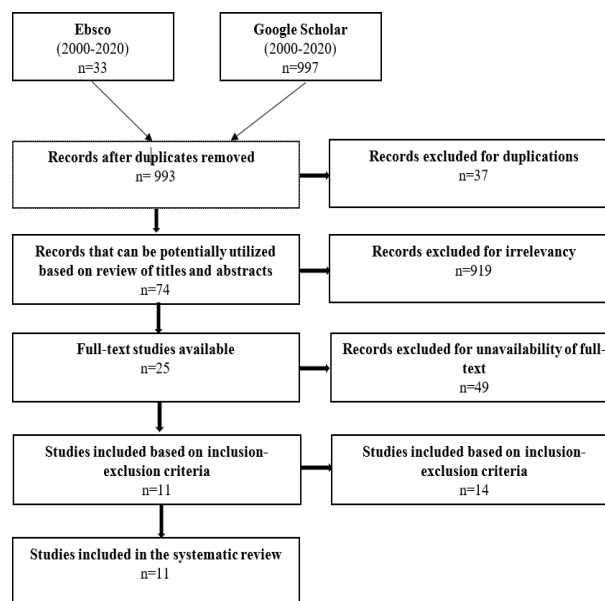 Ebsco
(2000-2020)
n=33
Google Scholar
(2000-2020)
n=997
Records after duplicates removed
n= 993
Records excluded for duplications
n=37
Records that can be potentially utilized
based on review of titles and abstracts
n=74
Records excluded for irrelevancy
n=919
Full-text studies available
n=25
Records excluded for unavailability of full-
text
n=49
Studies included based on inclusion-
exclusion criteria
n=11
Studies included based on inclusion-
exclusion criteria
n=14
Studies included in the systematic review
n=11